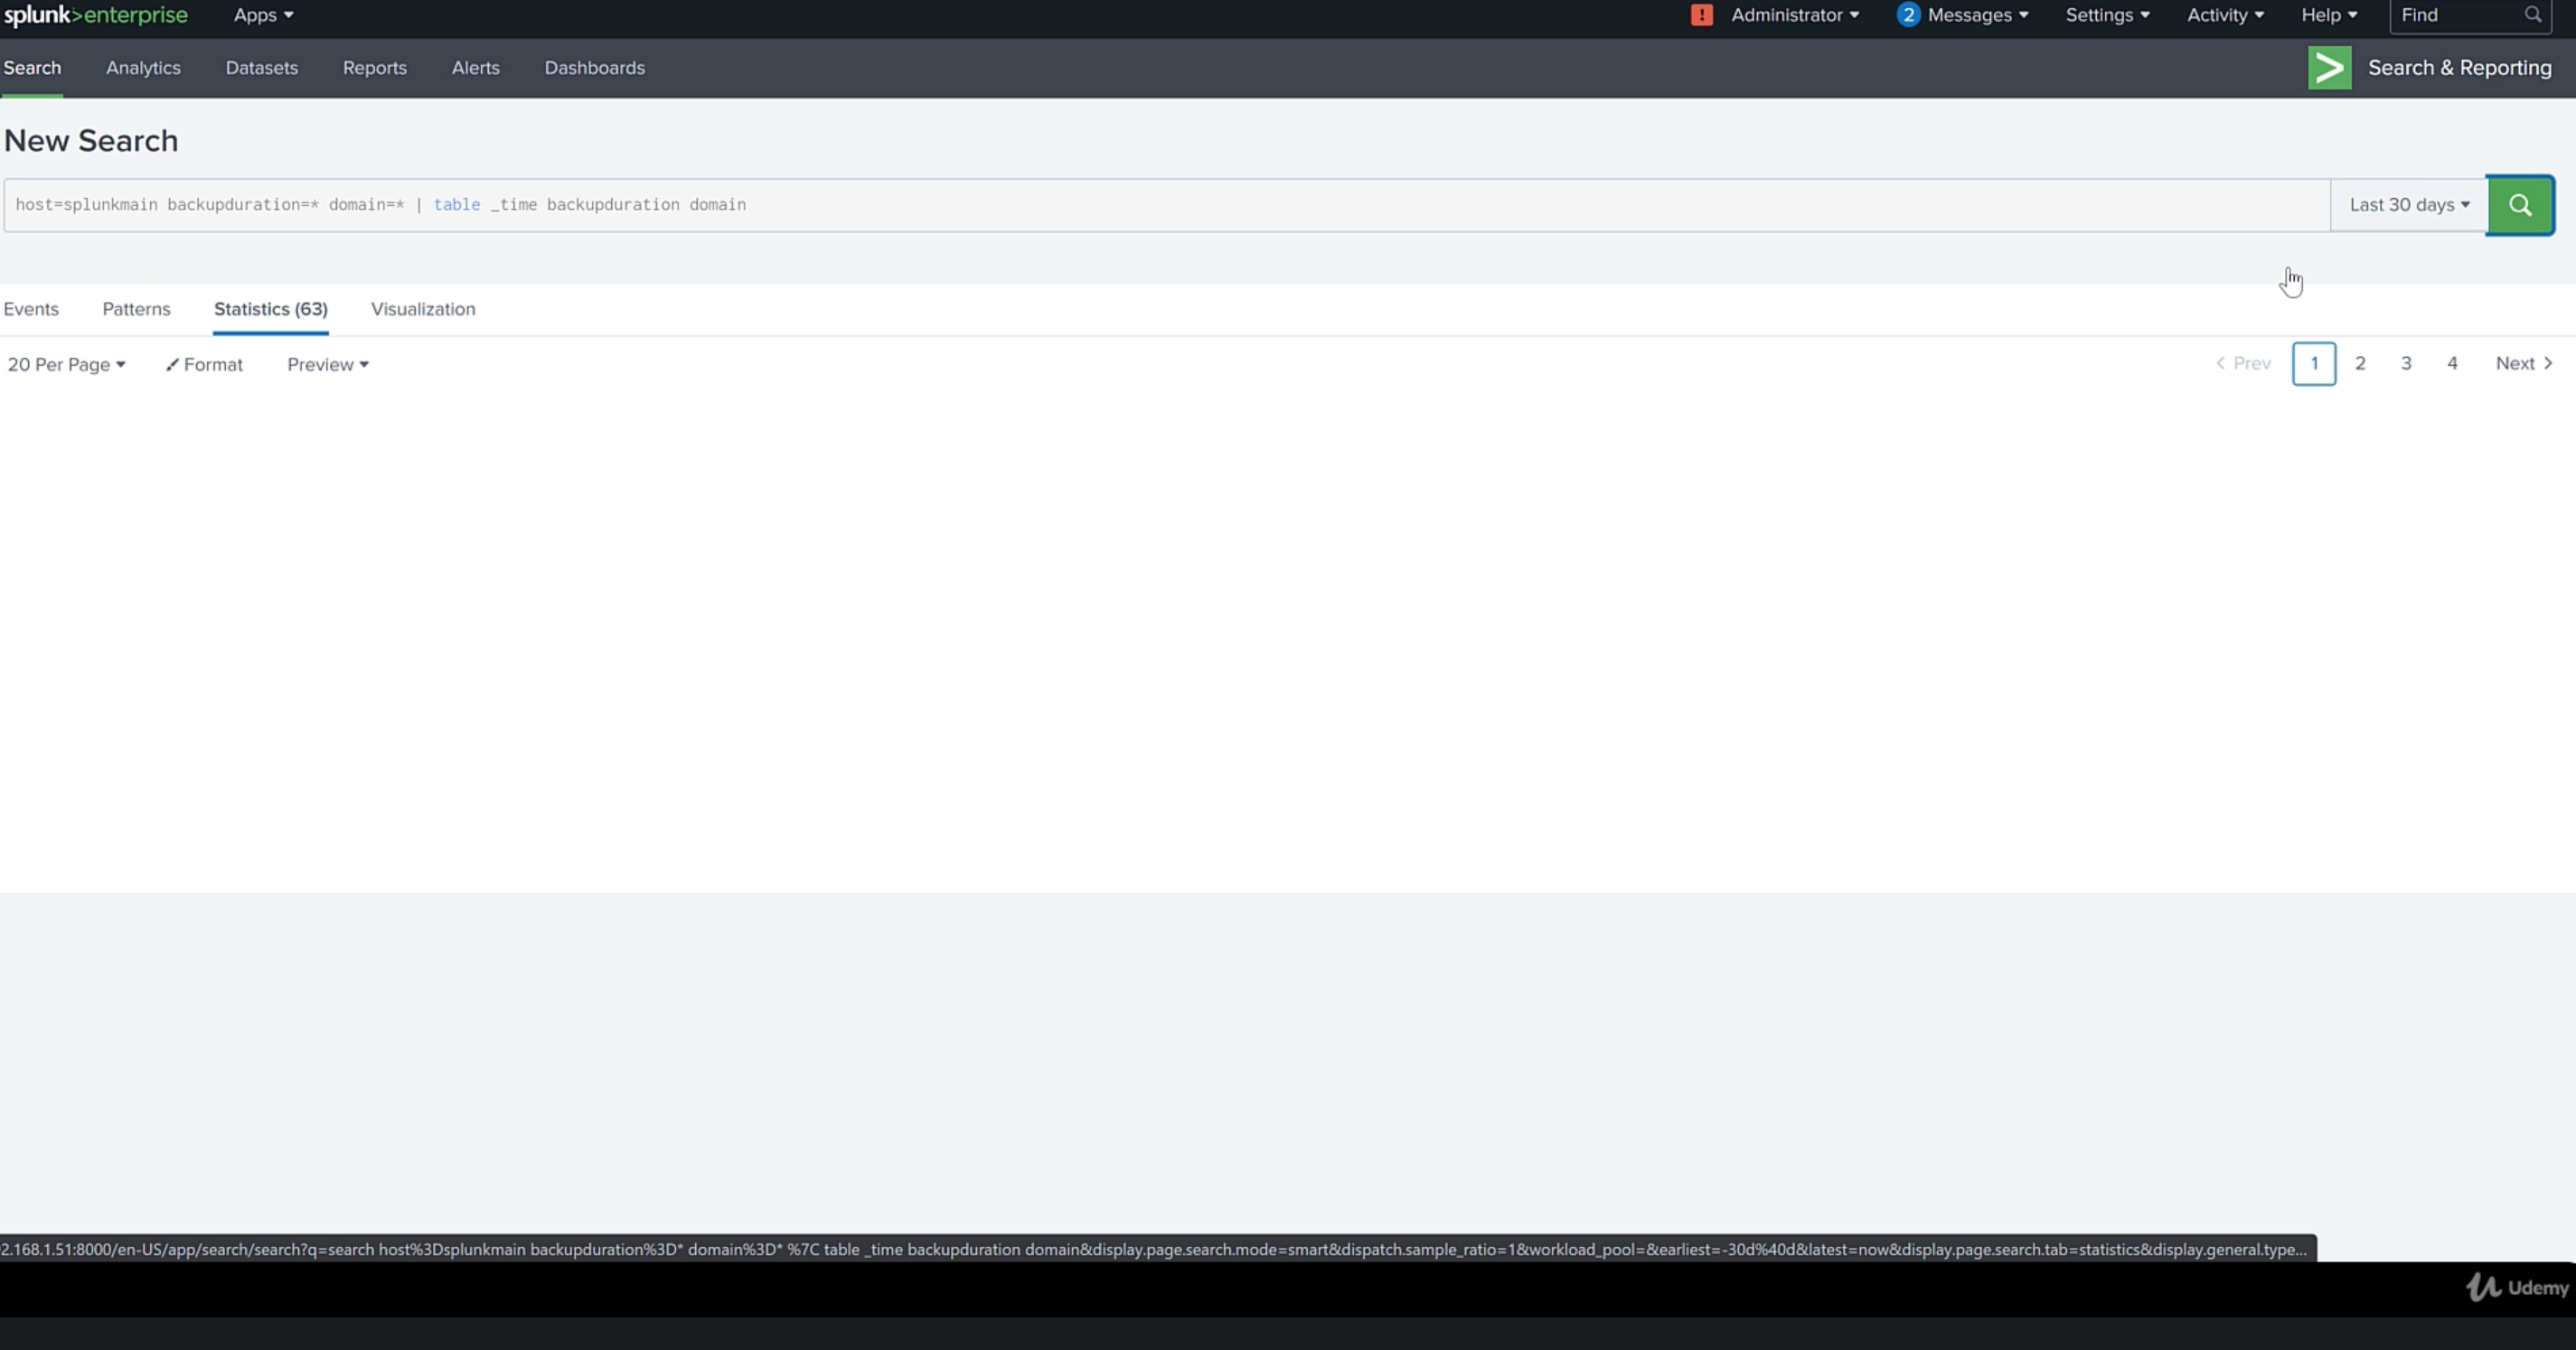 splunk>enterprise Apps ! Administrator 2 Messages Settings Activity Help Find
Search Analytics Datasets Reports Alerts Dashboards > Search & Reporting
New Search
host=splunkmain backupduration=* domain=* | table _time backupduration domain Last 30 days
Events Patterns Statistics (63) Visualization
20 Per Page Format Preview < Prev 1 2 3 4 Next >
2.168.1.51:8000/en-US/app/search/search?q=search host%3Dsplunkmain backupduration%3D* domain%3D* %7C table _time backupduration domain&display.page.search.mode=smart&dispatch.sample_ratio=1&workload_pool=&earliest=-30d%40d&latest=now&display.page.search.tab=statistics&display.general.type...
Udemy